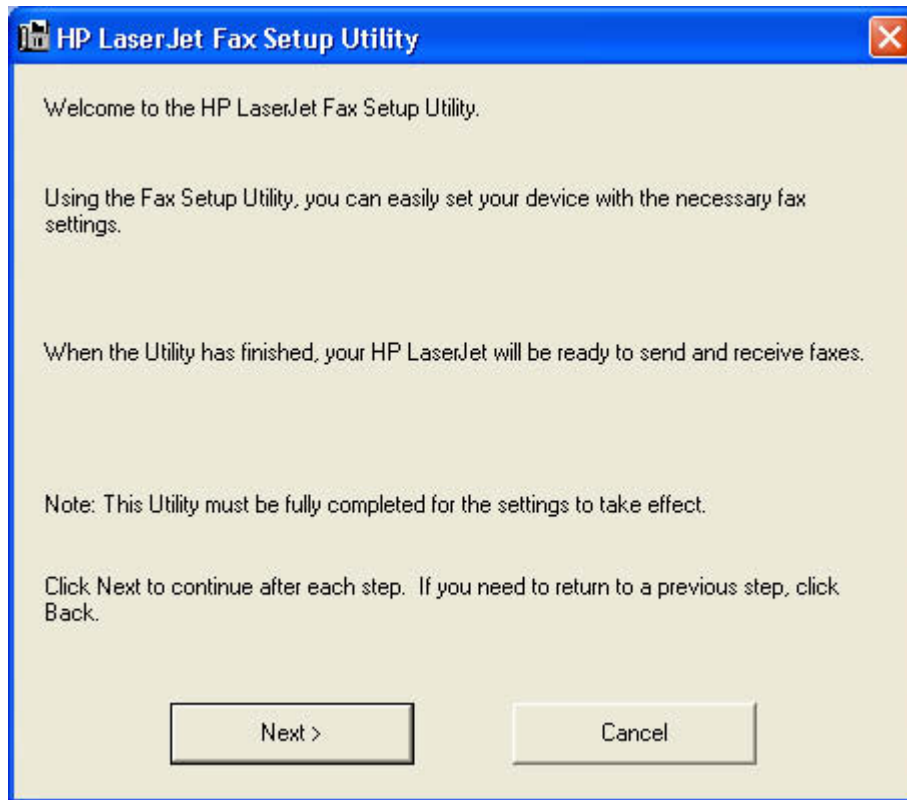 HP LaserJet Fax Setup Utility
Welcome to the HP LaserJet Fax Setup Utility.
Using the Fax Setup Utility, you can easily set your device with the necessary fax
settings.
When the Utility has finished, your HP LaserJet will be ready to send and receive faxes.
Note: This Utility must be fully completed for the settings to take effect.
Click Next to continue after each step.  If you need to return to a previous step, click
Back.
Next >
Cancel